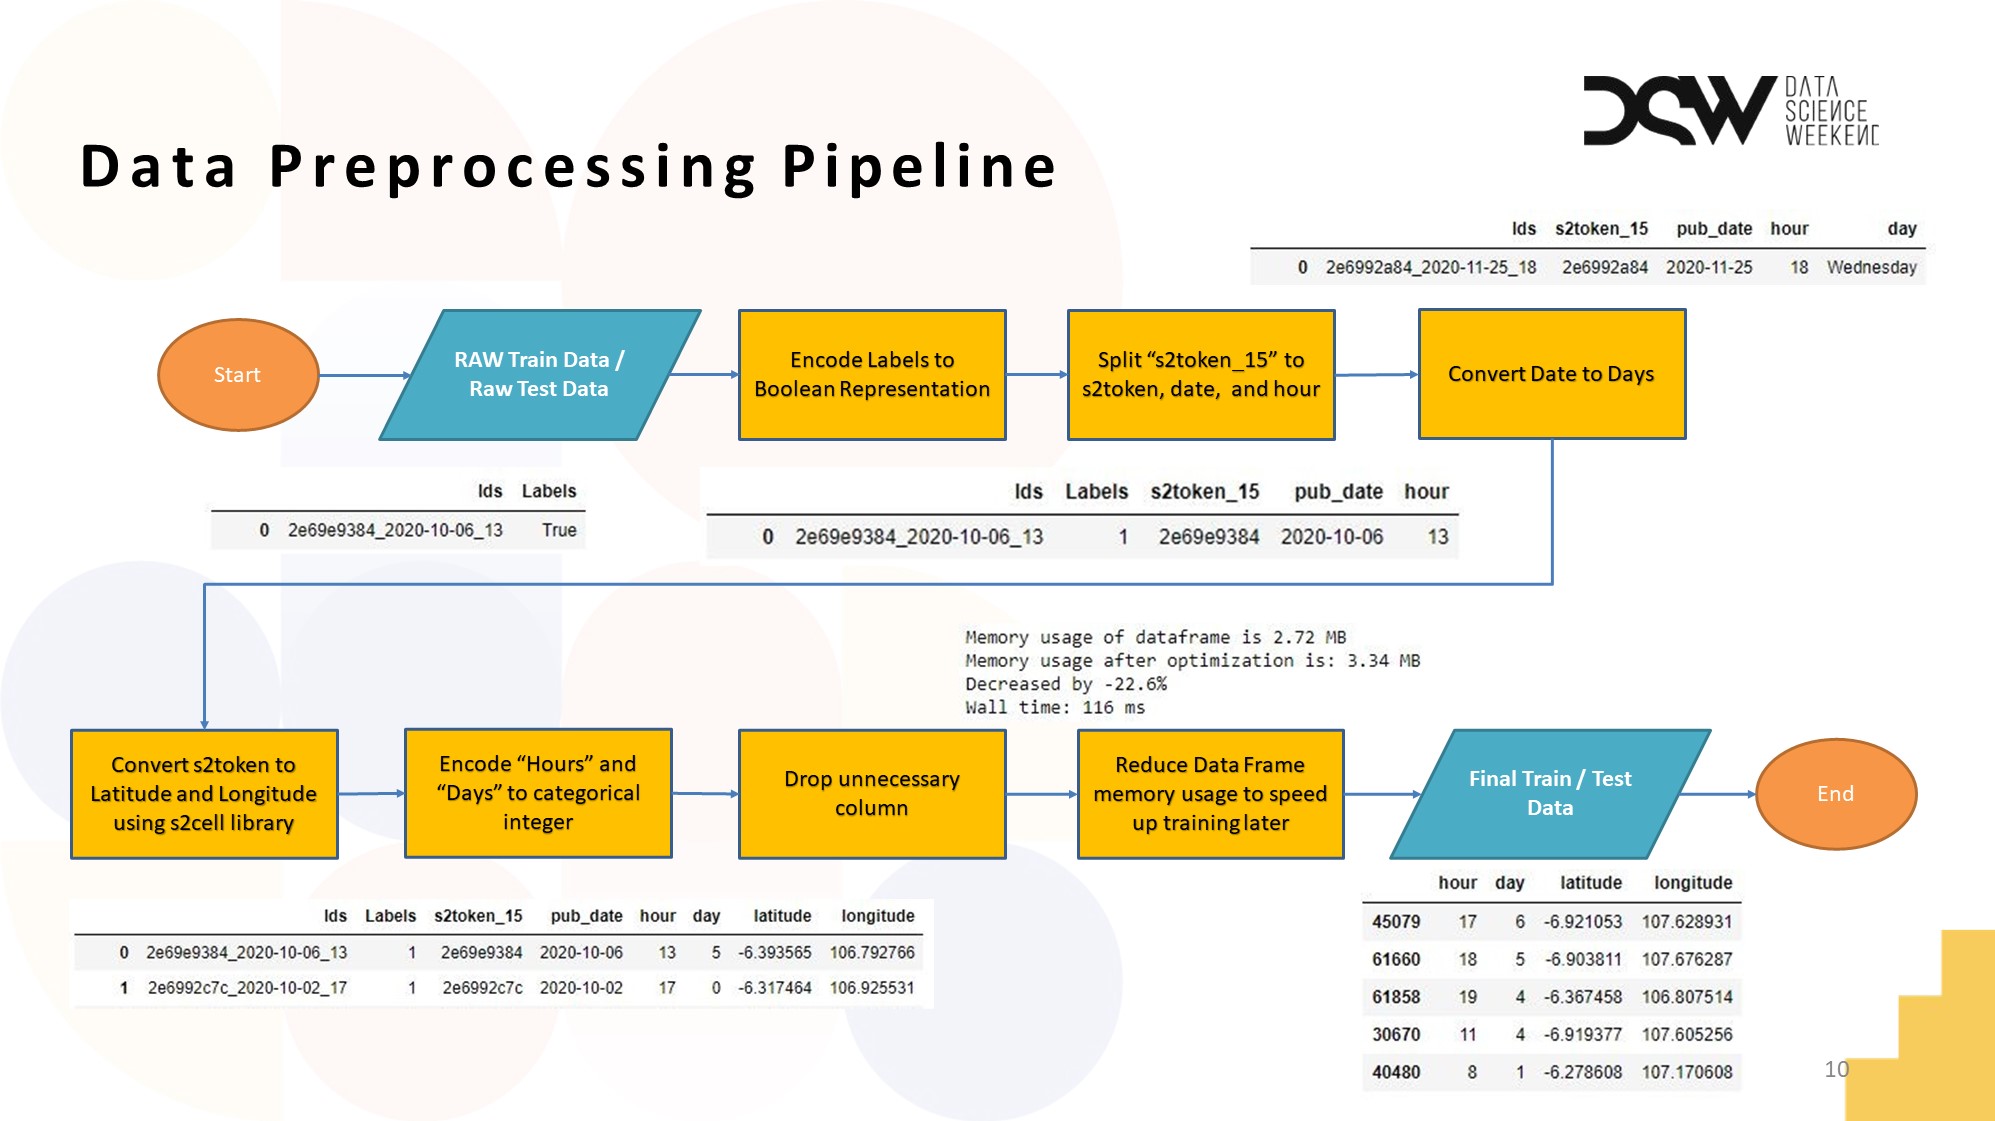 DATA
SCIENCE
WEEKEND
DSW
Data Preprocessing Pipeline
Ids s2token_15 pub_date hour day
0 2e6992a84_2020-11-25_18 2e6992a84 2020-11-25 18 Wednesday
Start
RAW Train Data /
Raw Test Data
Encode Labels to
Boolean Representation
Split “s2token_15” to
s2token, date, and hour
Convert Date to Days
Ids Labels
0 2e69e9384_2020-10-06_13 True
Ids Labels s2token_15 pub_date hour
0 2e69e9384_2020-10-06_13 1 2e69e9384 2020-10-06 13
Memory usage of dataframe is 2.72 MB
Memory usage after optimization is: 3.34 MB
Decreased by -22.6%
Wall time: 116 ms
Convert s2token to
Latitude and Longitude
using s2cell library
Encode “Hours” and
“Days” to categorical
integer
Drop unnecessary
column
Reduce Data Frame
memory usage to speed
up training later
Final Train / Test
Data
End
Ids Labels s2token_15 pub_date hour day latitude longitude
0 2e69e9384_2020-10-06_13 1 2e69e9384 2020-10-06 13 5 -6.393565 106.792766
1 2e6992c7c_2020-10-02_17 1 2e6992c7c 2020-10-02 17 0 -6.317464 106.925531
hour day latitude longitude
45079 17 6 -6.921053 107.628931
61660 18 5 -6.903811 107.676287
61858 19 4 -6.367458 106.807514
30670 11 4 -6.919377 107.605256
40480 8 1 -6.278608 107.170608
10